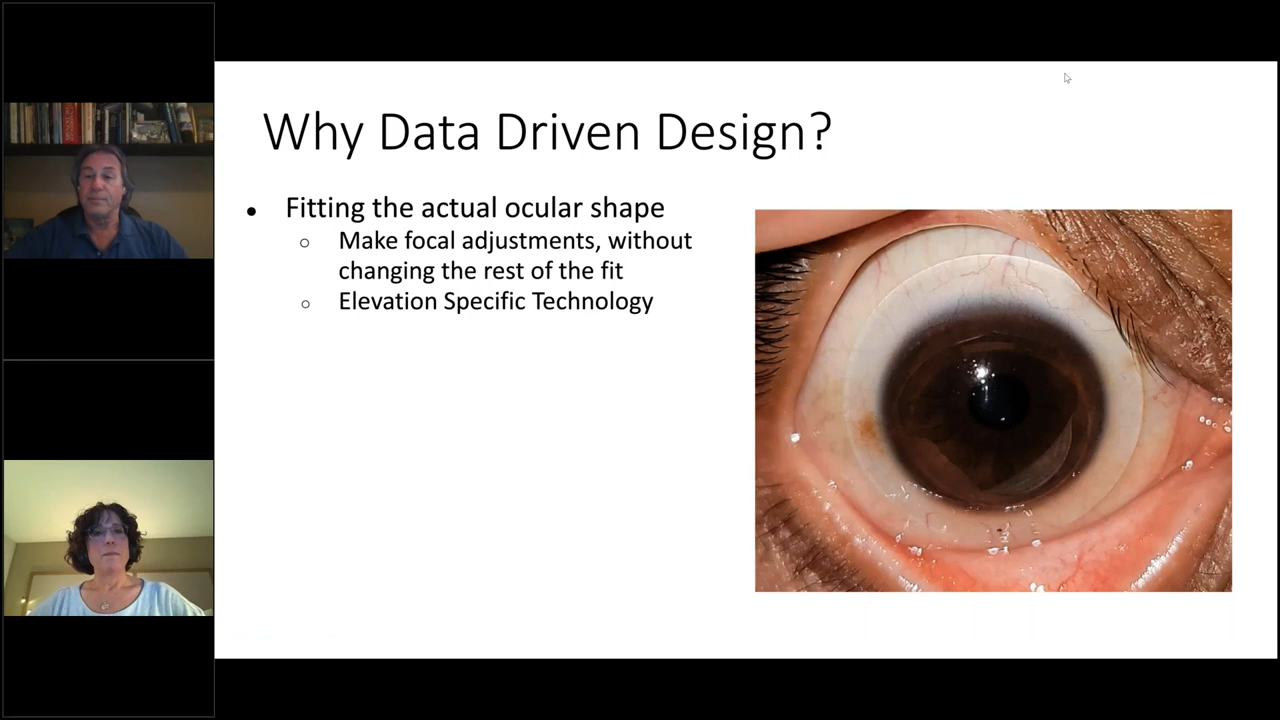 Why Data Driven Design?
Fitting the actual ocular shape
Make focal adjustments, without
changing the rest of the fit
Elevation Specific Technology